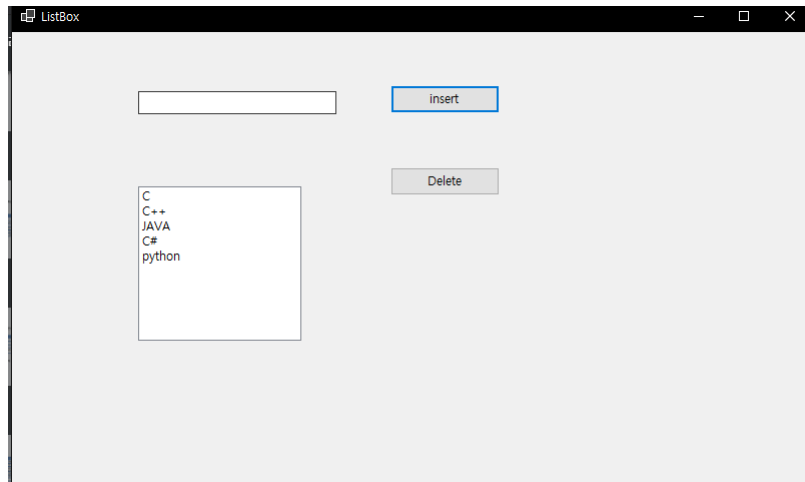 ListBox
insert
Delete
C
C++
JAVA
C#
python